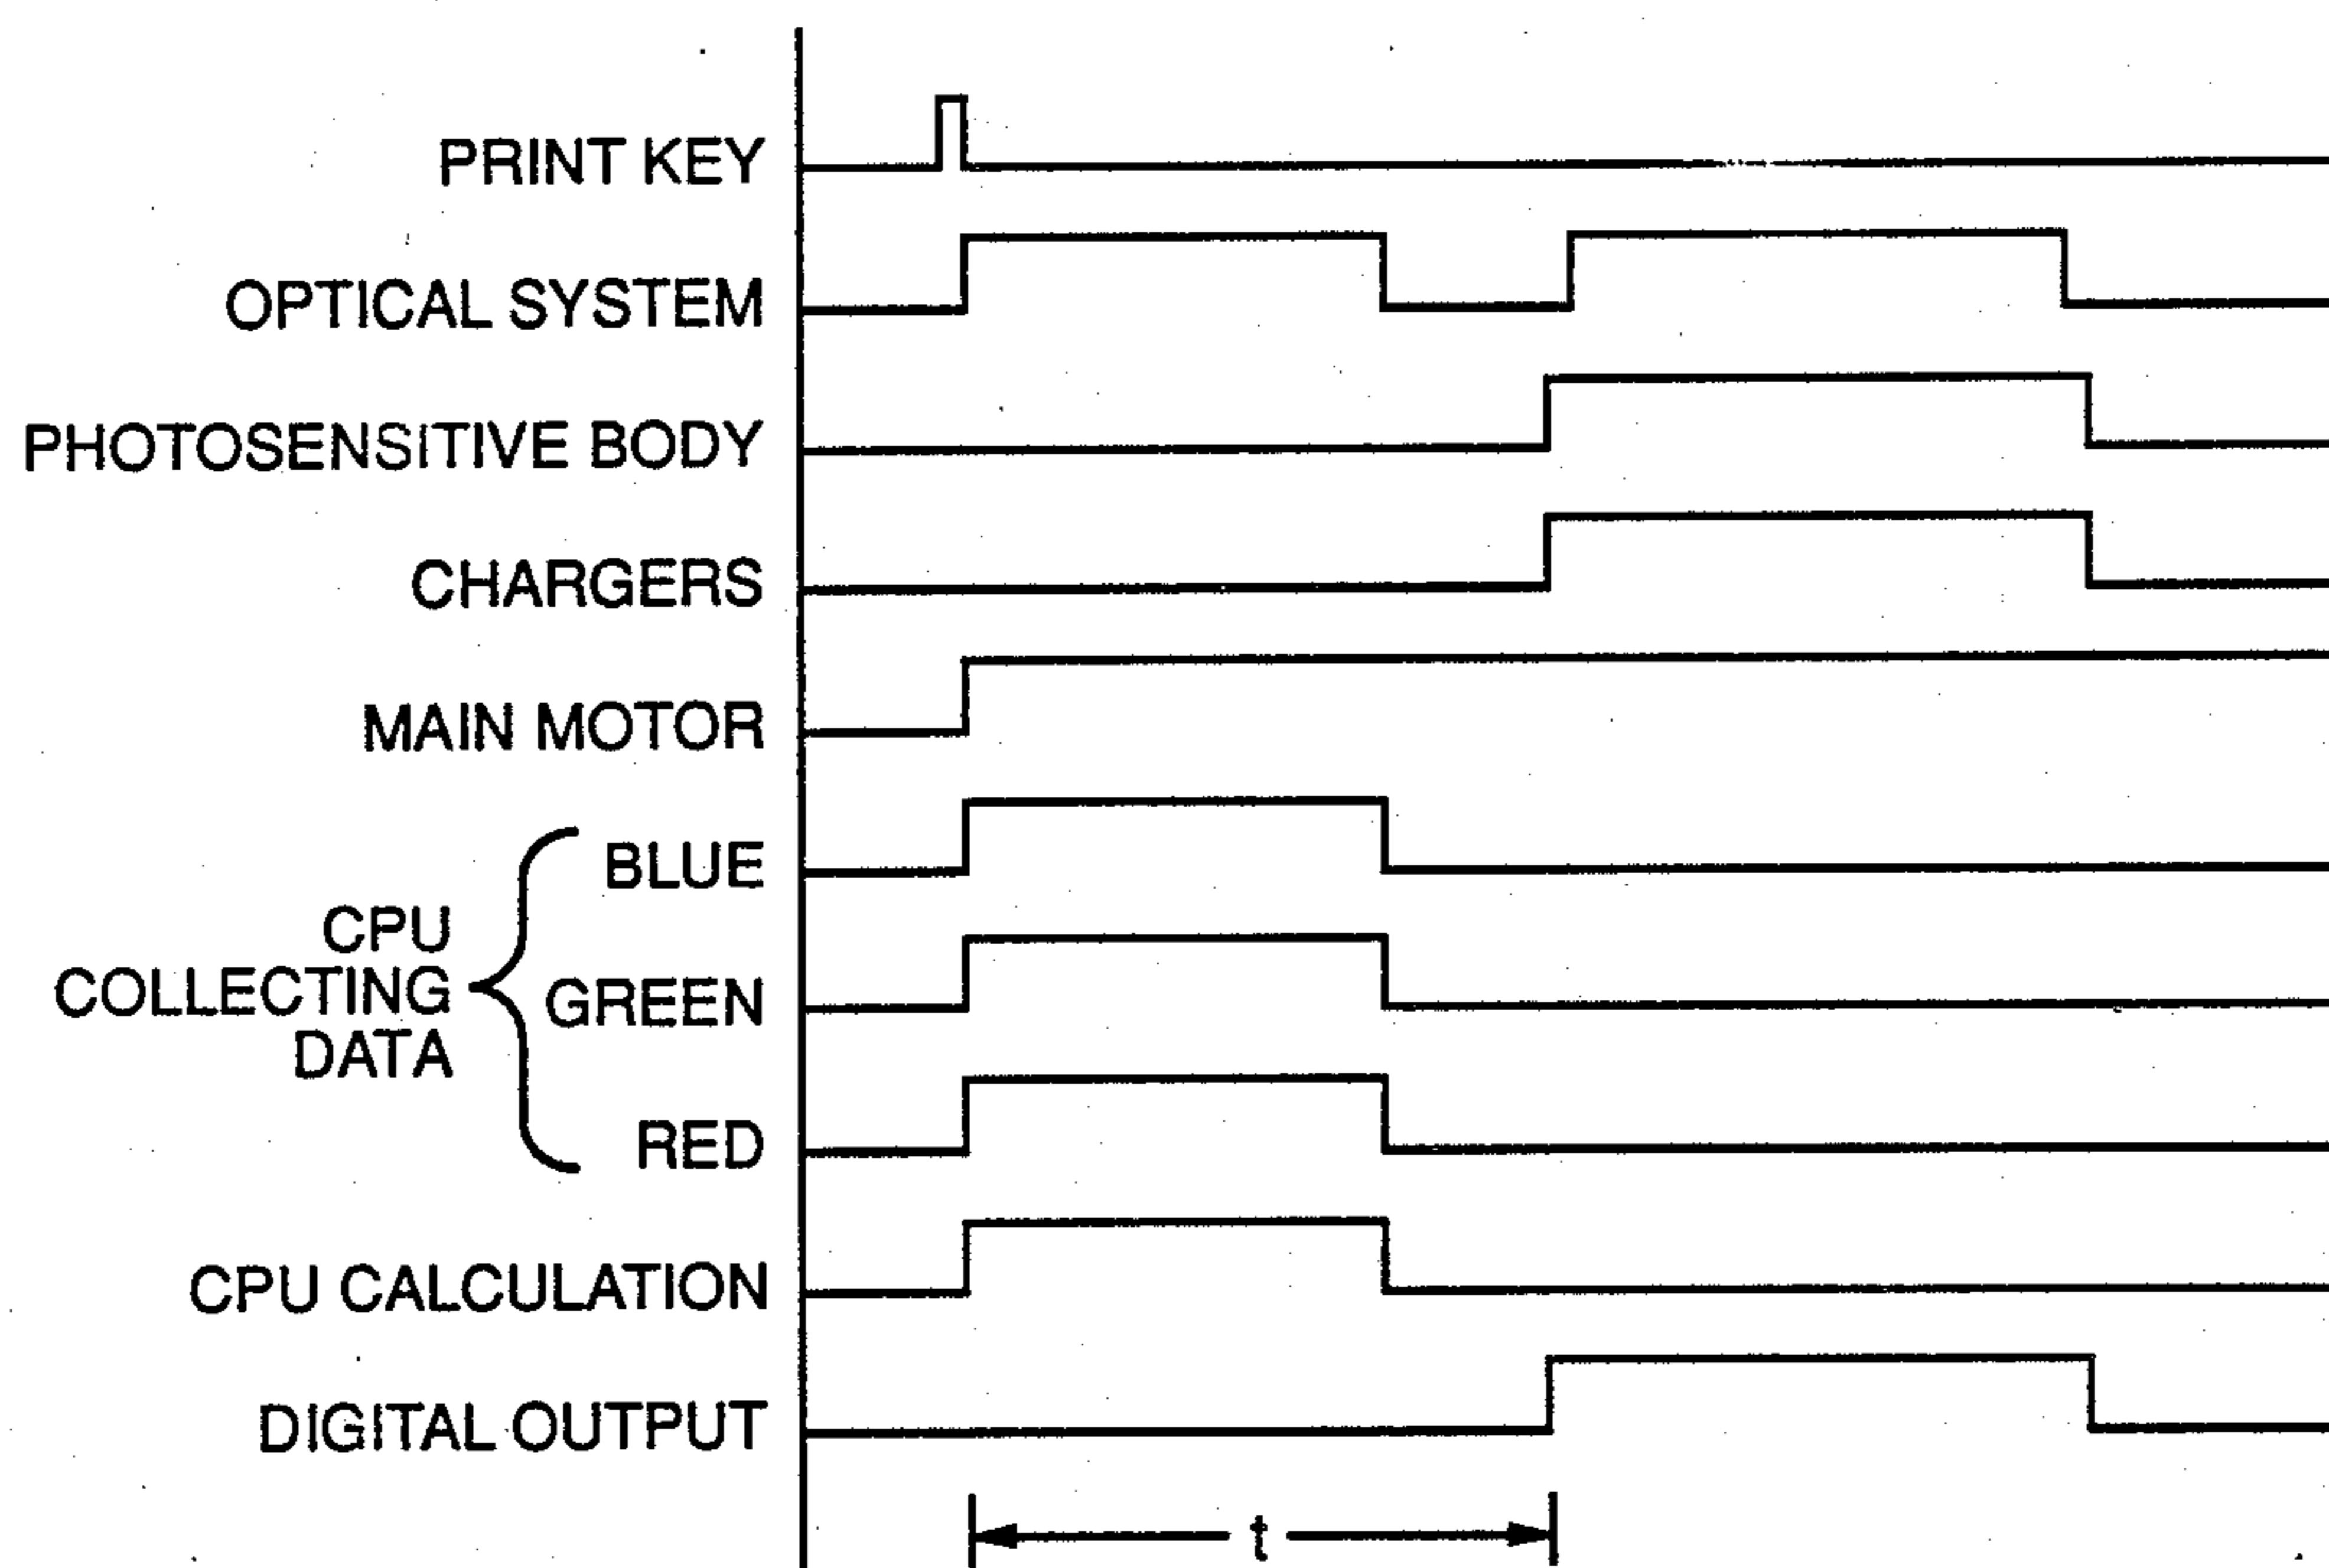 PRINT KEY
OPTICAL SYSTEM
PHOTOSENSITIVE BODY
CHARGERS
MAIN MOTOR
CPU
COLLECTING
DATA
BLUE
GREEN
RED
CPU CALCULATION
DIGITAL OUTPUT
t